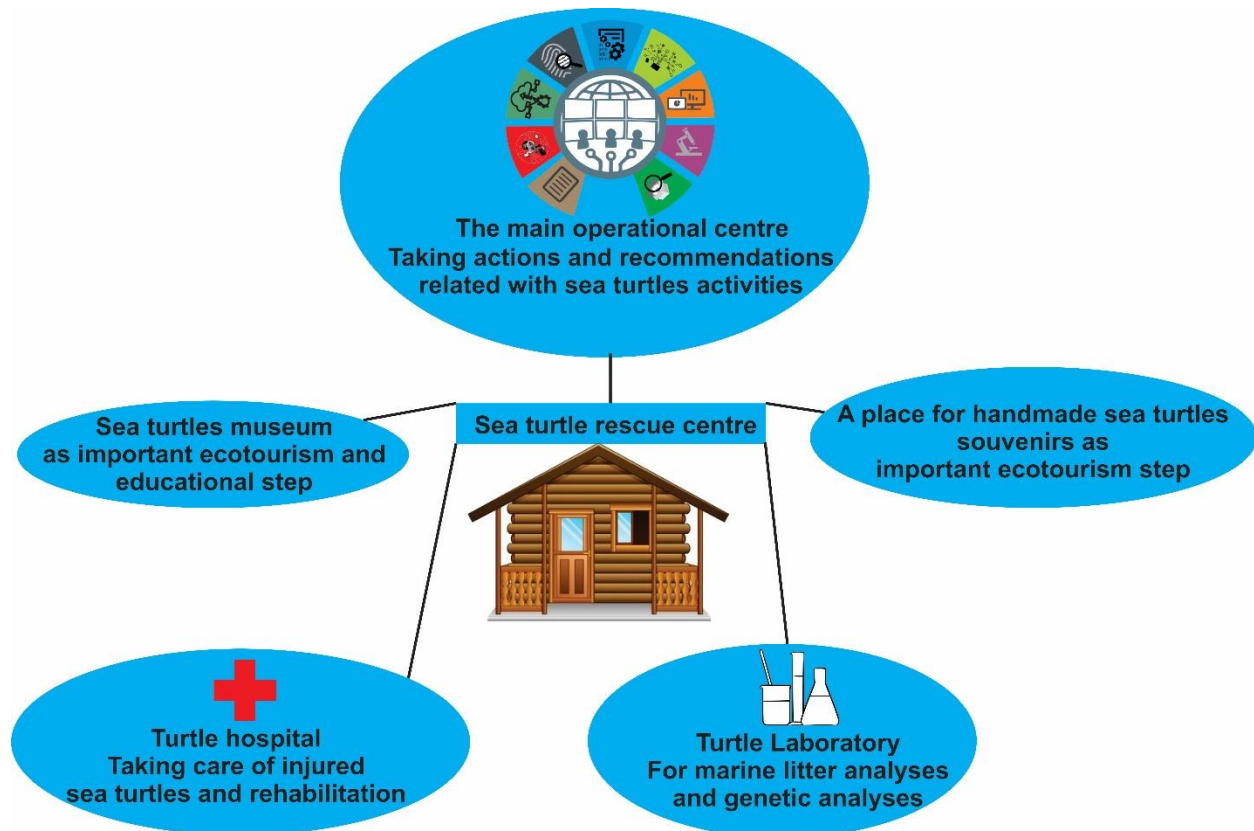 The main operational centre
Taking actions and recommendations
related with sea turtles activities
Sea turtles museum
as important ecotourism and
educational step
Sea turtle rescue centre
A place for handmade sea turtles
souvenirs as
important ecotourism step
Turtle hospital
Taking care of injured
sea turtles and rehabilitation
Turtle Laboratory
For marine litter analyses
and genetic analyses